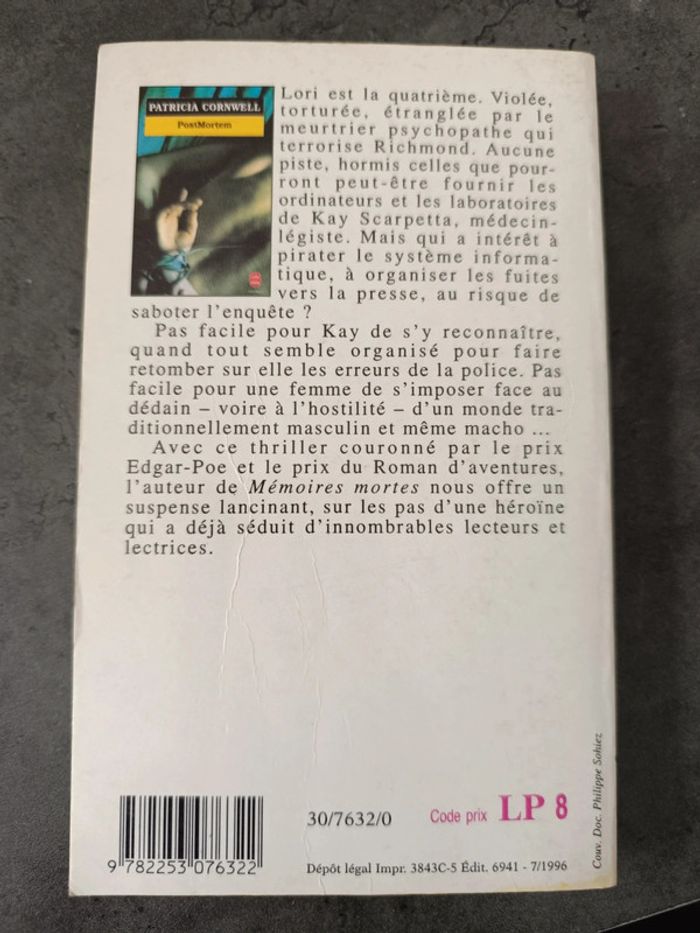 PATRICIA CORNWELL
PostMortem
Lori est la quatrième. Violée,
torturée, étranglée par le
meurtrier psychopathe qui
terrorise Richmond. Aucune
piste, hormis celles que pour-
ront peut-être fournir les
ordinateurs et les laboratoires
de Kay Scarpetta, médecin-
légiste. Mais qui a intérêt à
pirater le système informa-
tique, à organiser les fuites
vers la presse, au risque de
saboter l'enquête ?
Pas facile pour Kay de s'y reconnaître,
quand tout semble organisé pour faire
retomber sur elle les erreurs de la police. Pas
facile pour une femme de s'imposer face au
dédain – voire à l'hostilité – d'un monde tra-
ditionnellement masculin et même macho ...
Avec ce thriller couronné par le prix
Edgar-Poe et le prix du Roman d'aventures,
l'auteur de Mémoires mortes nous offre un
suspense lancinant, sur les pas d'une héroïne
qui a déjà séduit d'innombrables lecteurs et
lectrices.
30/7632/0
Code prix LP 8
9 782253 076322
Dépôt légal Impr. 3843C-5 Édit. 6941 - 7/1996
Couv. Doc. Philippe Sohiez